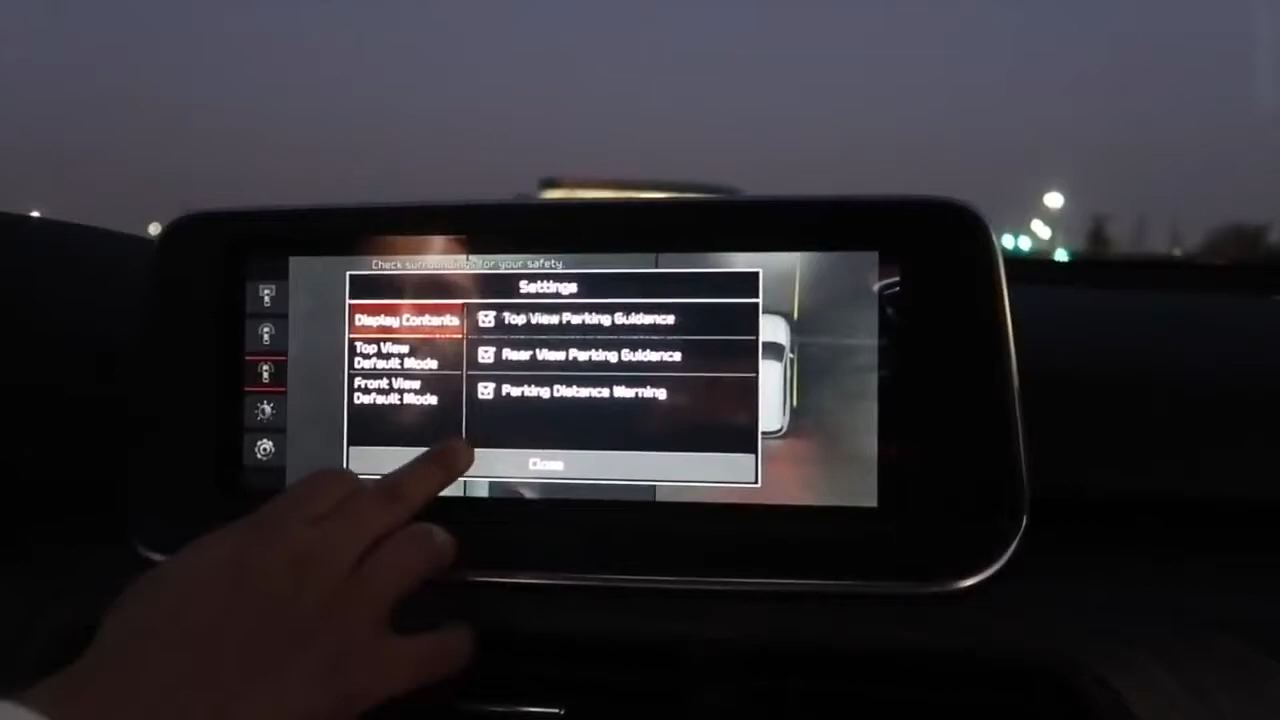 Check surroundings for your safety.
Settings
Display Contents
Top View Parking Guidance
Top View
Default Mode
Rear View Parking Guidance
Front View
Default Mode
Parking Distance Warning
Close